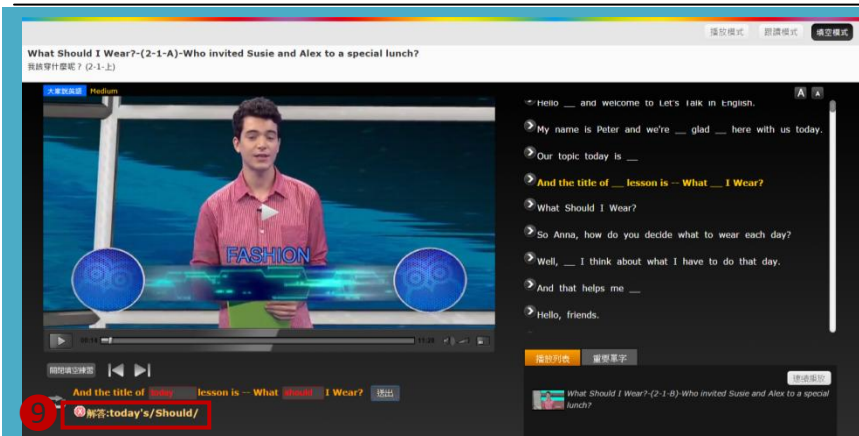 播放模式 跟讀模式 填空模式
What Should I Wear?-(2-1-A)-Who invited Susie and Alex to a special lunch?
我該穿什麼呢？ (2-1-上)
大家說英語 Medium
A A
Hello __ and welcome to Let's Talk in English.
My name is Peter and we're __ glad __ here with us today.
Our topic today is __
And the title of __ lesson is -- What __ I Wear?
What Should I Wear?
So Anna, how do you decide what to wear each day?
Well, __ I think about what I have to do that day.
And that helps me __
Hello, friends.
FASHION
11:26
播放列表 重要單字
連續播放
What Should I Wear?-(2-1-B)-Who invited Susie and Alex to a special lunch?
關閉填空練習
And the title of today lesson is -- What should I Wear? 送出
9
解答:today's/Should/